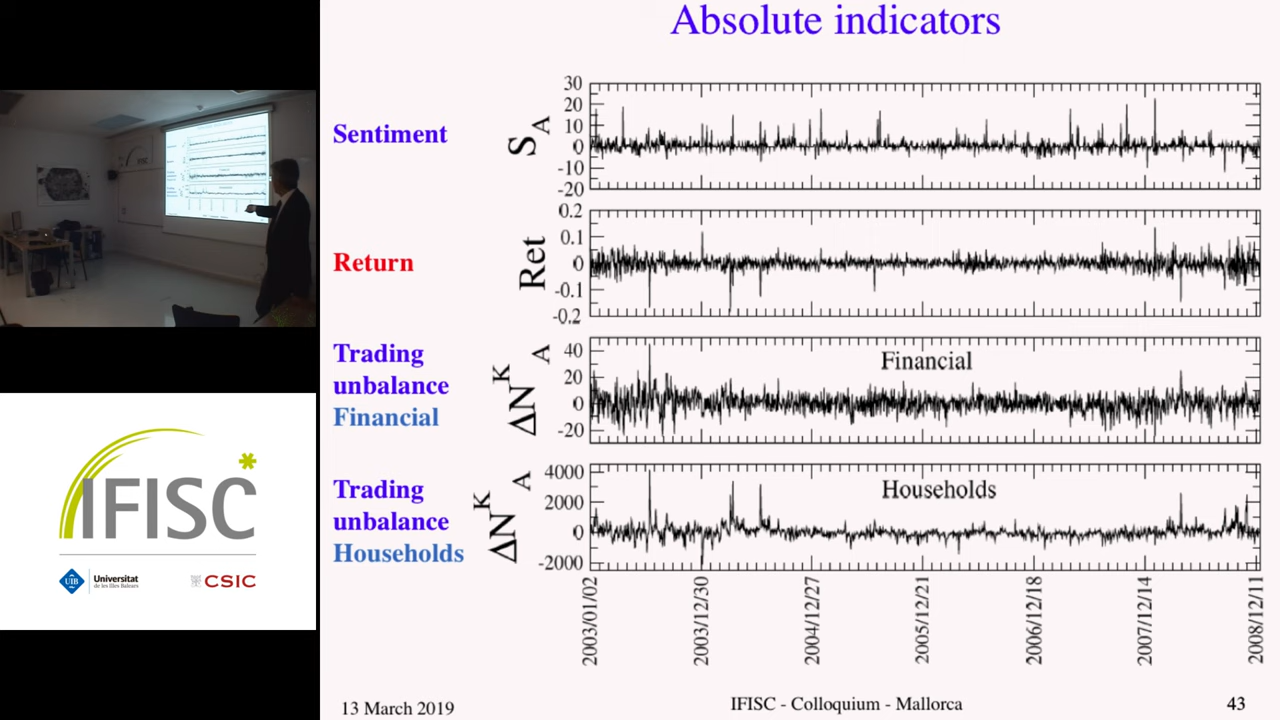 Absolute indicators
Sentiment
S A
30
20
10
0
-10
-20
Return
Ret
0.2
0.1
0
-0.1
-0.2
Trading
unbalance
Financial
ΔN K A
40
20
0
-20
Financial
Trading
unbalance
Households
ΔN K A
4000
2000
0
-2000
Households
2003/01/02
2003/12/30
2004/12/27
2005/12/21
2006/12/18
2007/12/14
2008/12/11
13 March 2019
IFISC - Colloquium - Mallorca
43
IFISC
UIB
Universitat
de les Illes Balears
CSIC